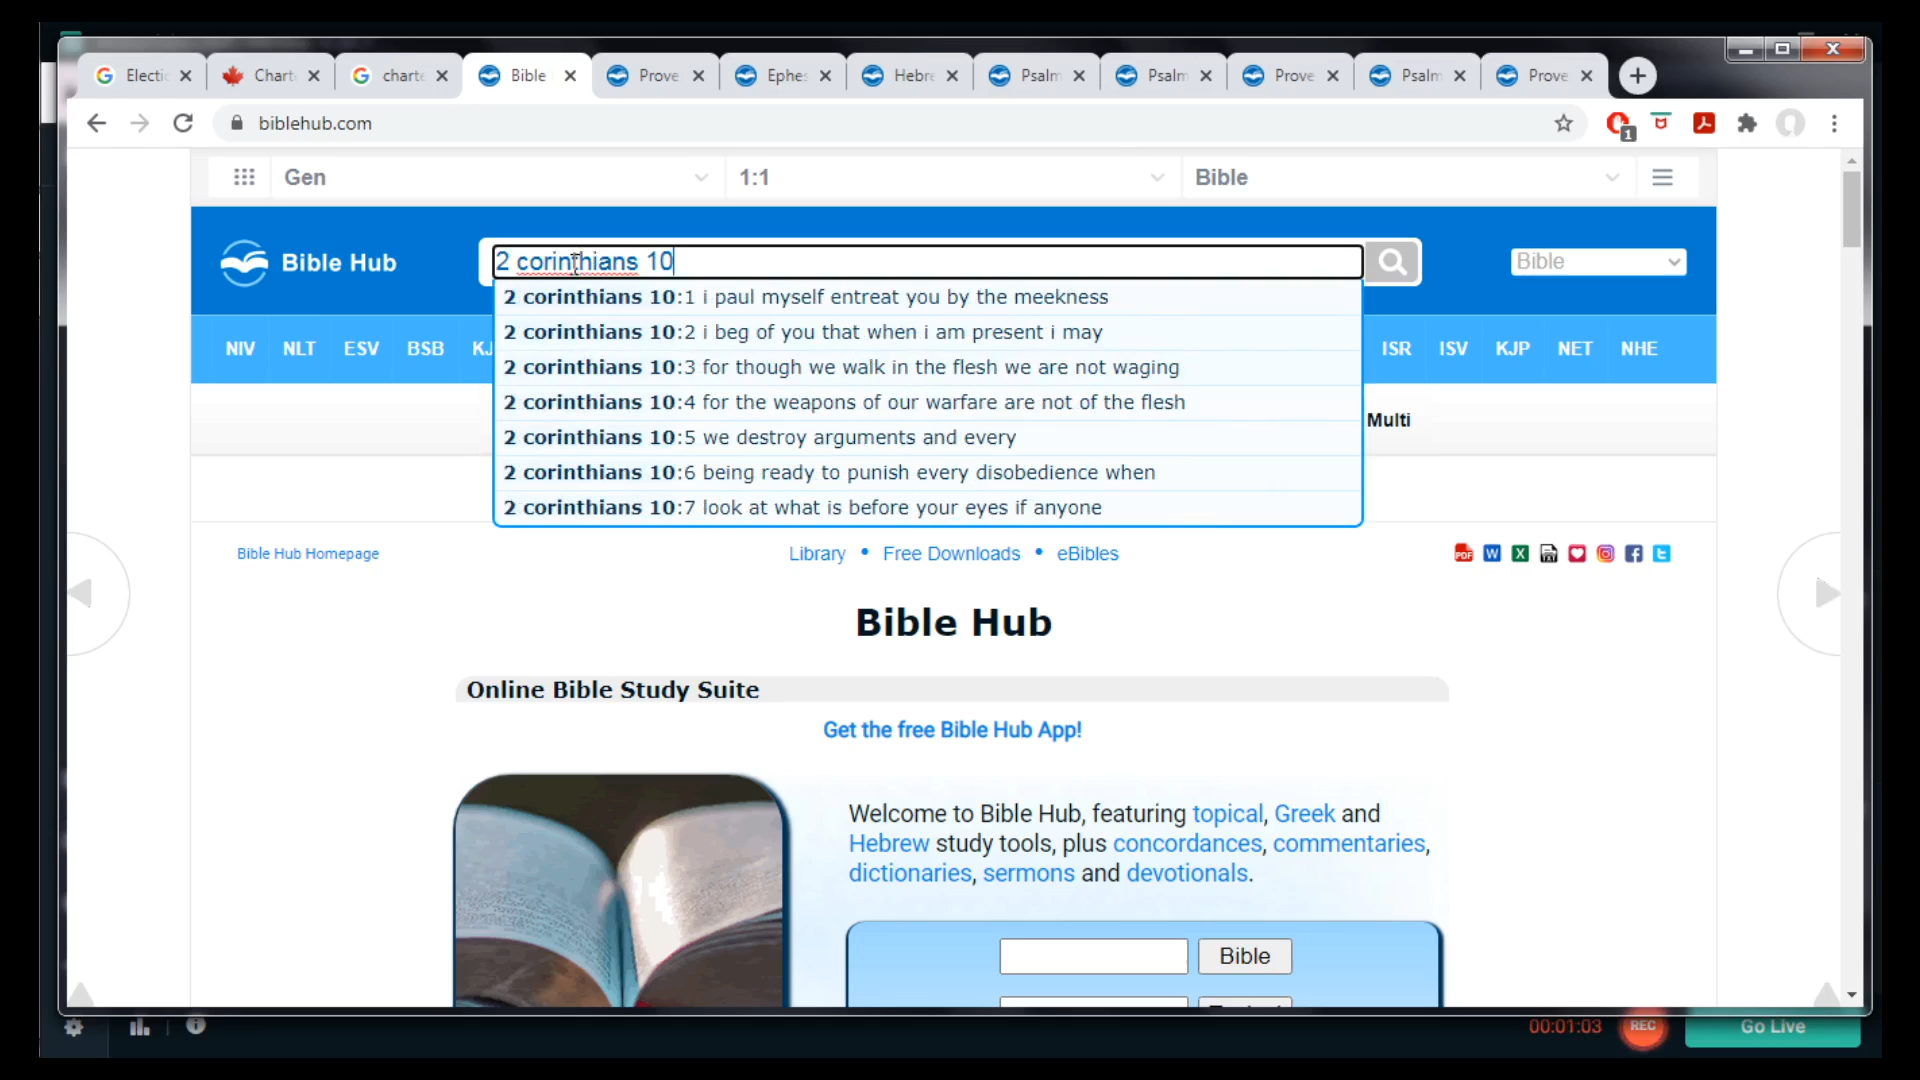 Electi
Chart
charte
Bible
Prove
Ephes
Hebre
Psalm
Psalm
Prove
Psalm
Prove
biblehub.com
1
Gen
1:1
Bible
Bible Hub
2 corinthians 10
Bible
2 corinthians 10:1 i paul myself entreat you by the meekness
2 corinthians 10:2 i beg of you that when i am present i may
2 corinthians 10:3 for though we walk in the flesh we are not waging
2 corinthians 10:4 for the weapons of our warfare are not of the flesh
2 corinthians 10:5 we destroy arguments and every
2 corinthians 10:6 being ready to punish every disobedience when
2 corinthians 10:7 look at what is before your eyes if anyone
NIV NLT ESV BSB KJ
ISR ISV KJP NET NHE
Multi
Bible Hub Homepage
Library • Free Downloads • eBibles
PDF W X TXT
Bible Hub
Online Bible Study Suite
Get the free Bible Hub App!
Welcome to Bible Hub, featuring topical, Greek and
Hebrew study tools, plus concordances, commentaries,
dictionaries, sermons and devotionals.
Bible
00:01:03
REC
Go Live